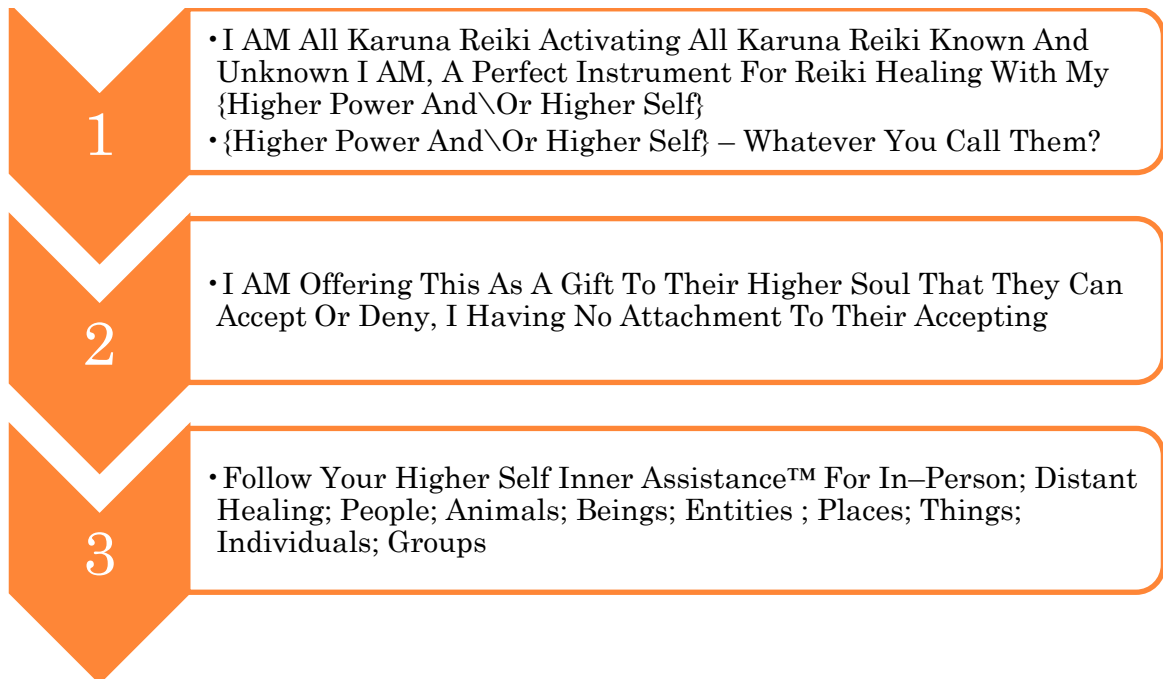 1
•I AM All Karuna Reiki Activating All Karuna Reiki Known And
Unknown I AM, A Perfect Instrument For Reiki Healing With My
{Higher Power And\Or Higher Self}
•{Higher Power And\Or Higher Self} – Whatever You Call Them?
2
•I AM Offering This As A Gift To Their Higher Soul That They Can
Accept Or Deny, I Having No Attachment To Their Accepting
3
•Follow Your Higher Self Inner Assistance™ For In–Person; Distant
Healing; People; Animals; Beings; Entities ; Places; Things;
Individuals; Groups